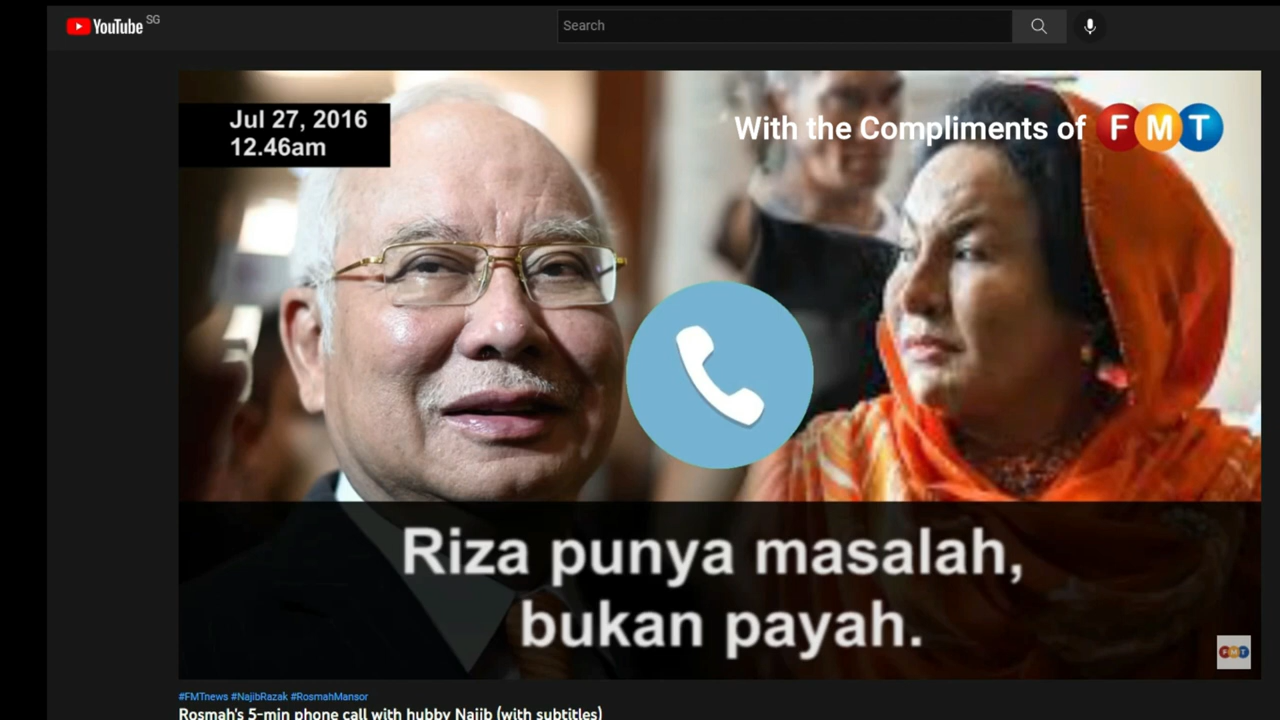 YouTube SG
Search
Jul 27, 2016
12.46am
With the Compliments of FMT
Riza punya masalah,
bukan payah.
FMT
#FMTnews #NajibRazak #RosmahMansor
Rosmah's 5-min phone call with hubby Najib (with subtitles)